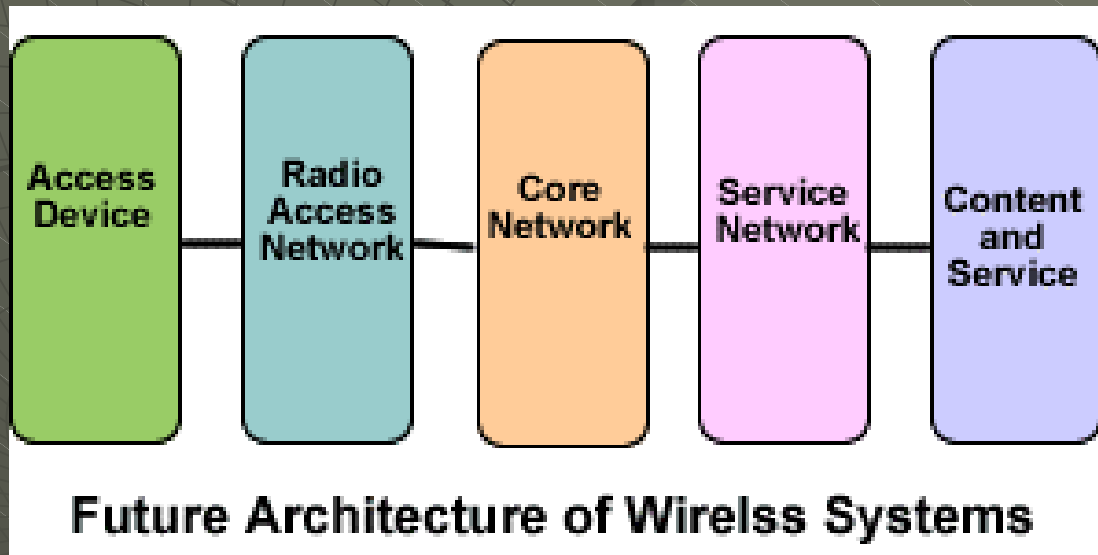 Access
Device
Radio
Access
Network
Core
Network
Service
Network
Content
and
Service
Future Architecture of Wirelss Systems